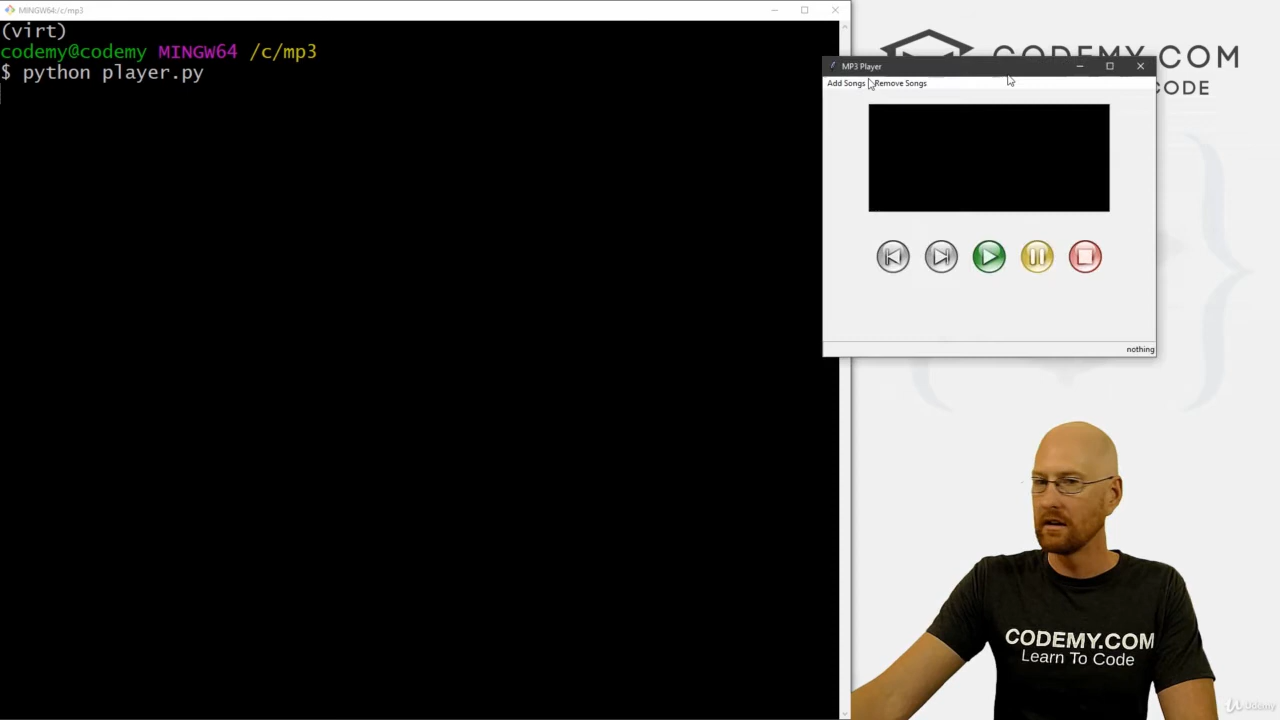 MINGW64:/c/mp3
(virt)
codemy@codemy MINGW64 /c/mp3
$ python player.py
CODEMY.COM
CODE
MP3 Player
Add Songs Remove Songs
nothing
CODEMY.COM
Learn To Code
Udemy